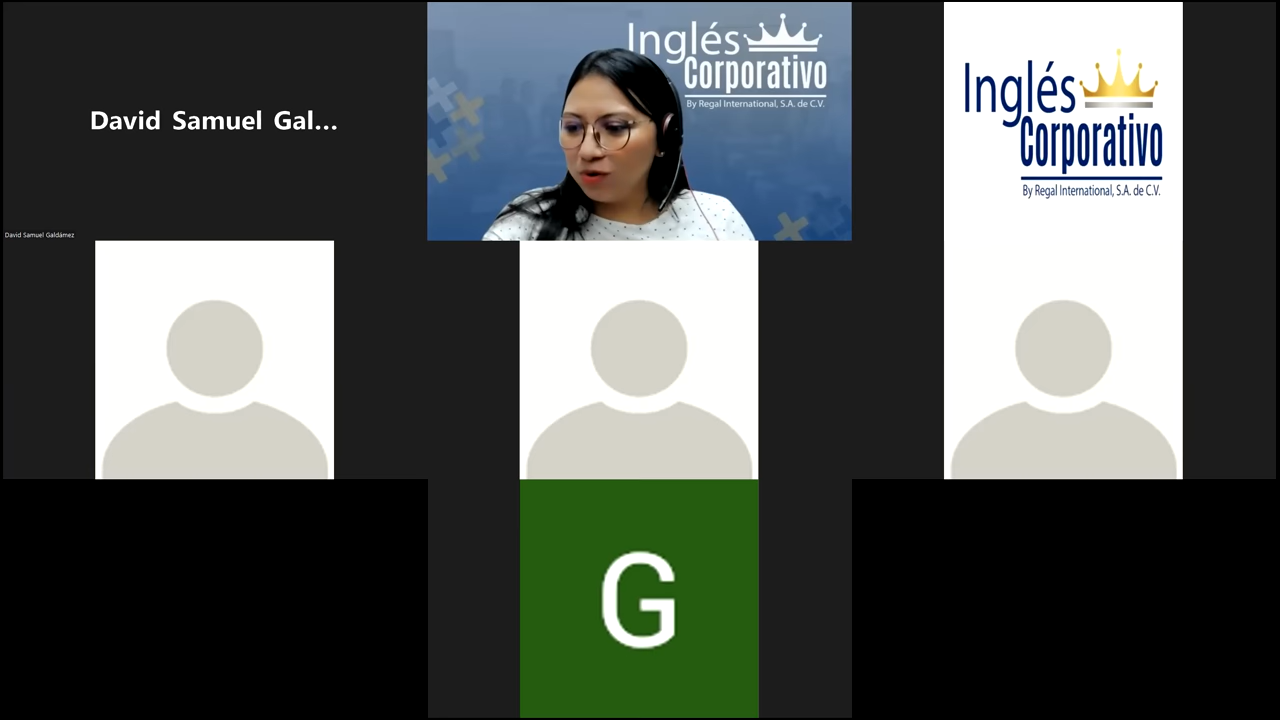 David Samuel Gal...
David Samuel Galdámez
Inglés
Corporativo
By Regal International, S.A. de C.V.
Inglés
Corporativo
By Regal International, S.A. de C.V.
G